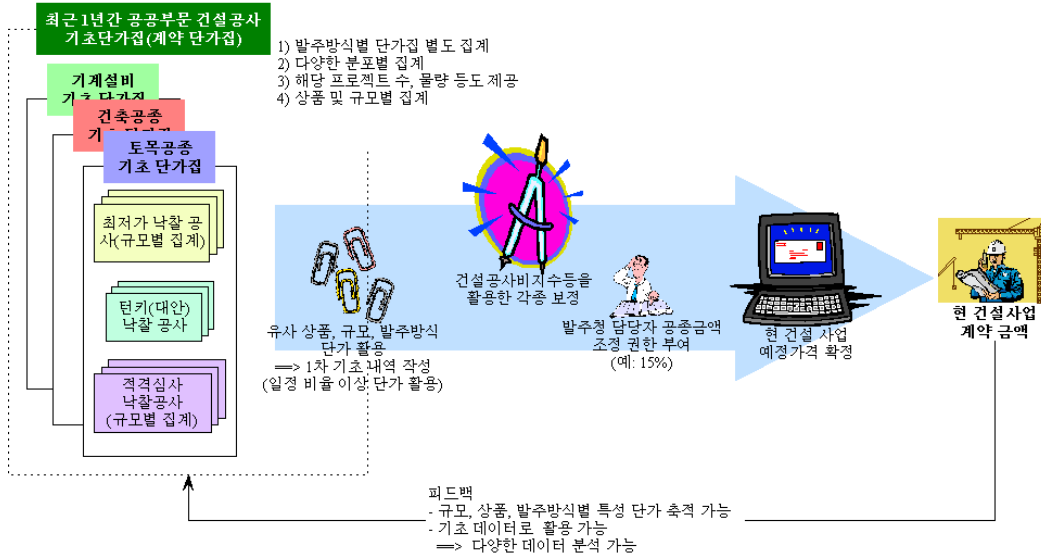 최근 1년간 공공부문 건설공사
기초단가집(계약 단가집)
1) 발주방식별 단가집 별도 집계
2) 다양한 분포별 집계
3) 해당 프로젝트 수, 물량 등도 제공
4) 상품 및 규모별 집계
기계설비
기초 단가집
건축공종
기초 단가집
토목공종
기초 단가집
최저가 낙찰 공
사(규모별 집계)
턴키(대안)
낙찰 공사
적격심사
낙찰공사
(규모별 집계)
유사 상품, 규모, 발주방식
단가 활용
==> 1차 기초 내역 작성
(일정 비율 이상 단가 활용)
건설공사비지수등을
활용한 각종 보정
발주청 담당자 공종금액
조정 권한 부여
(예: 15%)
현 건설 사업
예정가격 확정
현 건설사업
계약 금액
피드백
- 규모, 상품, 발주방식별 특성 단가 축적 가능
- 기초 데이터로 활용 가능
==> 다양한 데이터 분석 가능